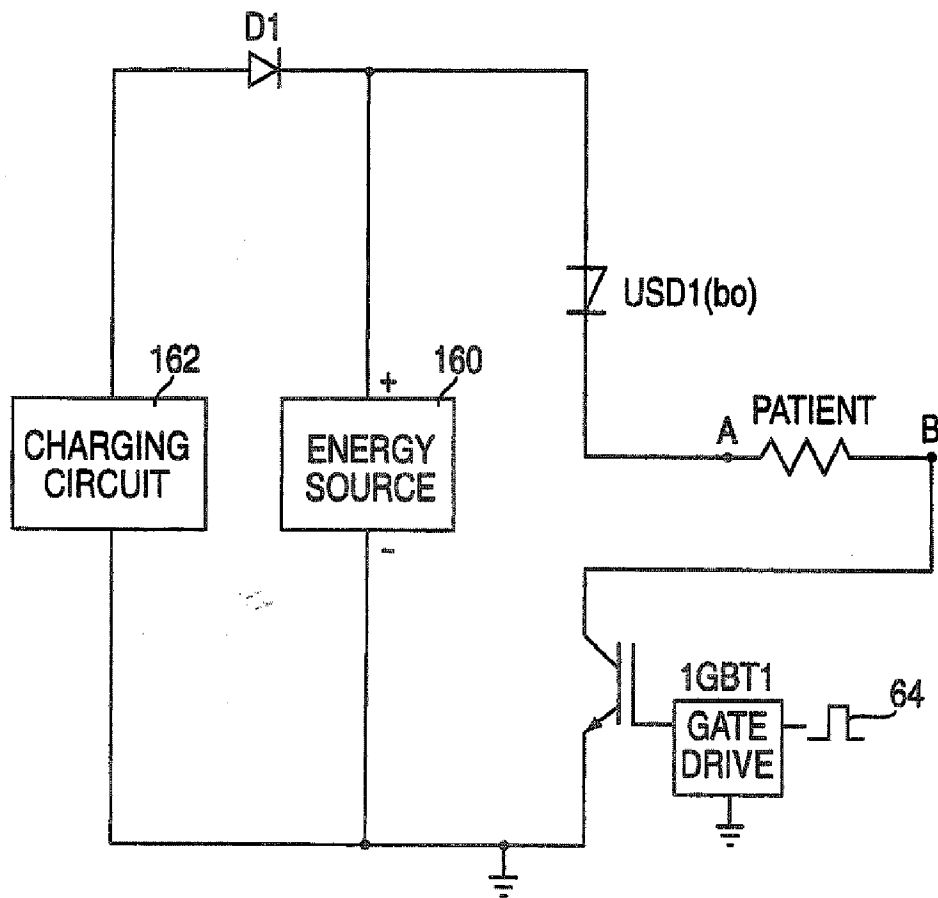 D1
USD1(bo)
162
CHARGING
CIRCUIT
+
160
ENERGY
SOURCE
-
PATIENT
A
B
1GBT1
GATE
DRIVE
64